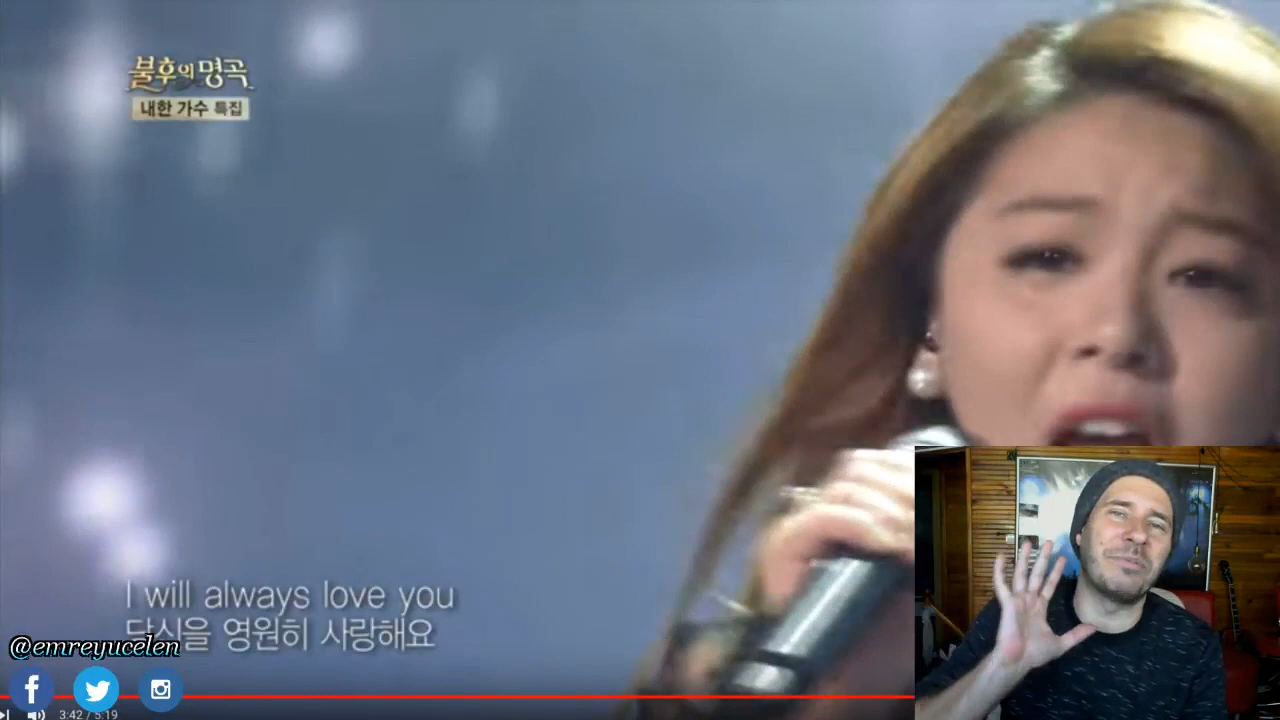 불후의명곡
내한 가수 특집
I will always love you
당신을 영원히 사랑해요
@emreyucelen
3:42 / 5:19